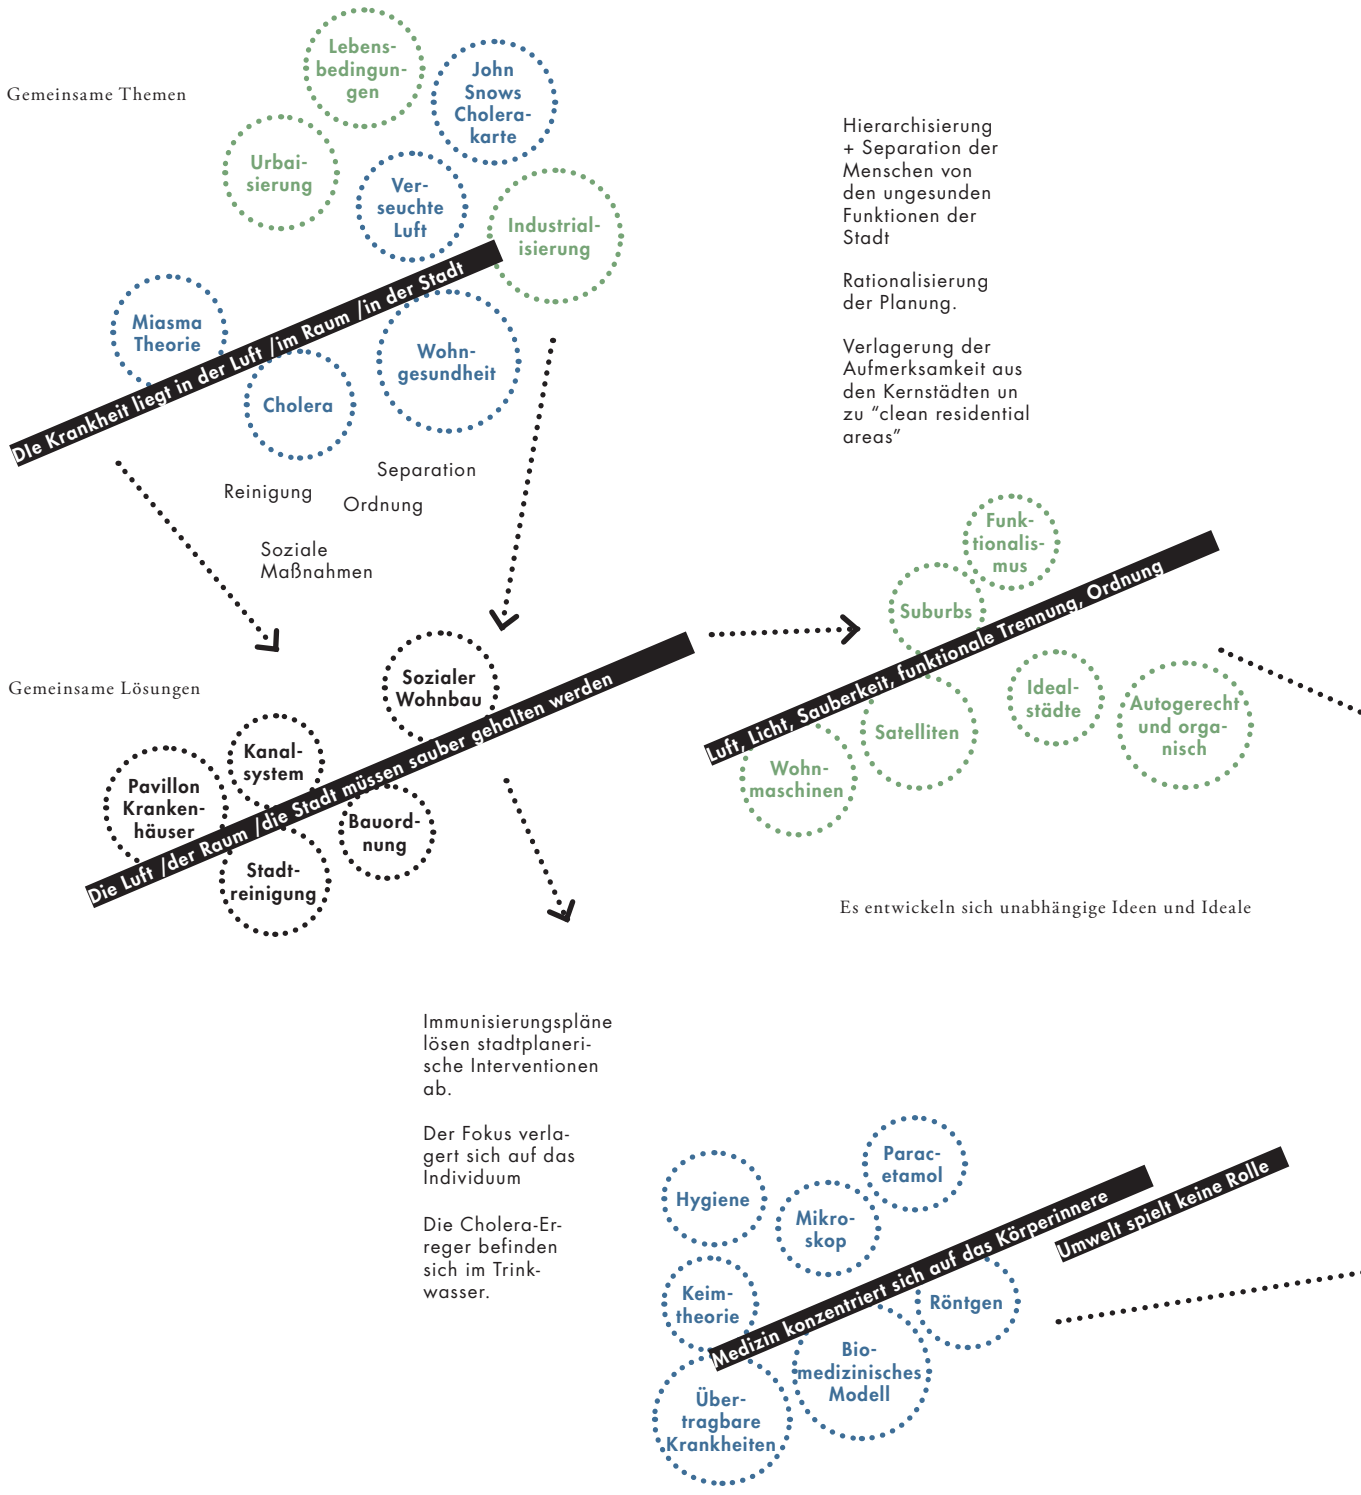 Gemeinsame Themen
Lebens-
bedingun-
gen
John
Snows
Cholera-
karte
Urbai-
sierung
Ver-
seuchte
Luft
Industrial-
isierung
Miasma
Theorie
DIe Krankheit liegt in der Luft /im Raum /in der Stadt
Cholera
Wohn-
gesundheit
Separation
Reinigung
Ordnung
Soziale
Maßnahmen
Hierarchisierung
+ Separation der
Menschen von
den ungesunden
Funktionen der
Stadt
Rationalisierung
der Planung.
Verlagerung der
Aufmerksamkeit aus
den Kernstädten un
zu “clean residential
areas”
Gemeinsame Lösungen
Sozialer
Wohnbau
Kanal-
system
Pavillon
Kranken-
häuser
Die Luft /der Raum /die Stadt müssen sauber gehalten werden
Bauord-
nung
Stadt-
reinigung
Funk-
tionalis-
mus
Suburbs
Luft, Licht, Sauberkeit, funktionale Trennung, Ordnung
Ideal-
städte
Autogerecht
und orga-
nisch
Satelliten
Wohn-
maschinen
Es entwickeln sich unabhängige Ideen und Ideale
Immunisierungspläne
lösen stadtplaneri-
sche Interventionen
ab.
Der Fokus verla-
gert sich auf das
Individuum
Die Cholera-Er-
reger befinden
sich im Trink-
wasser.
Parac-
etamol
Hygiene
Mikro-
skop
Keim-
theorie
Medizin konzentriert sich auf das Körperinnere
Umwelt spielt keine Rolle
Röntgen
Bio-
medizinisches
Modell
Über-
tragbare
Krankheiten